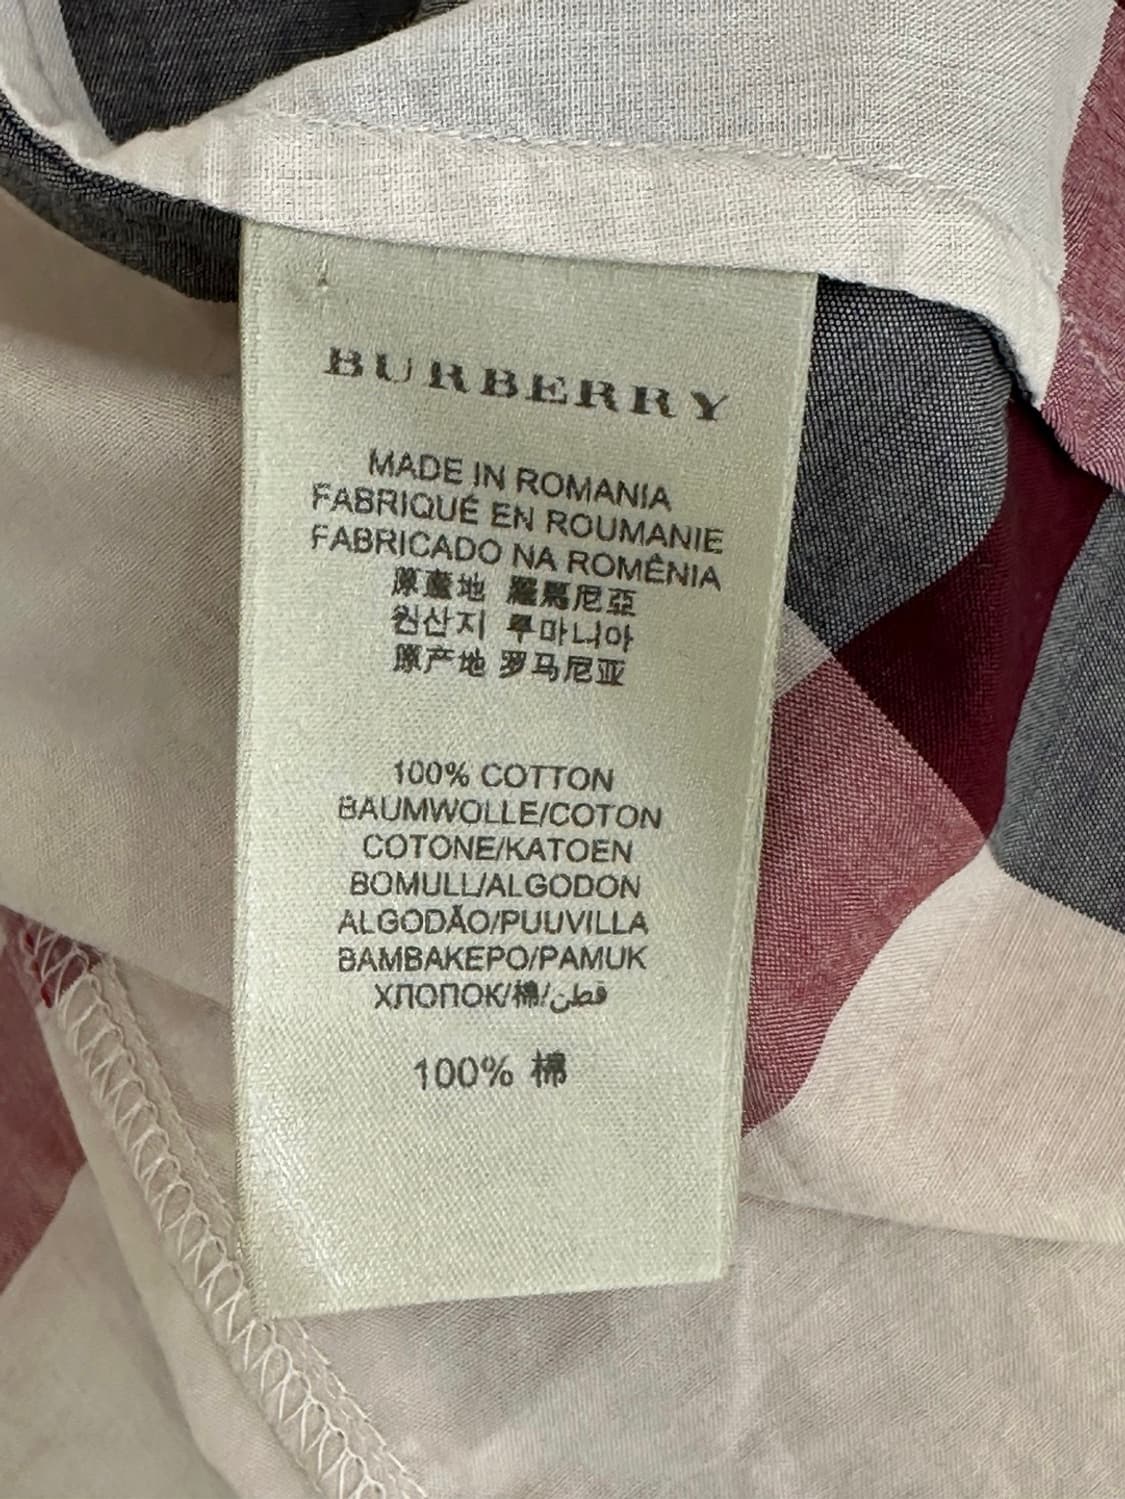 BURBERRY
MADE IN ROMANIA
FABRIQUÉ EN ROUMANIE
FABRICADO NA ROMÊNIA
原產地 羅馬尼亞
원산지 루마니아
原产地 罗马尼亚
100% COTTON
BAUMWOLLE/COTON
COTONE/KATOEN
BOMULL/ALGODON
ALGODÃO/PUUVILLA
BAMBAKEPO/PAMUK
ХЛОПОК/棉/قطن
100% 棉